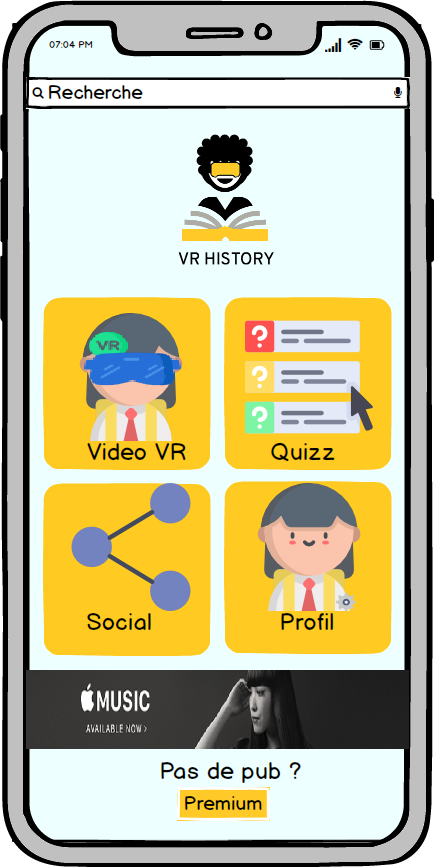 07:04 PM
Recherche
VR HISTORY
VR
Video VR
Quizz
Social
Profil
MUSIC
AVAILABLE NOW >
Pas de pub ?
Premium